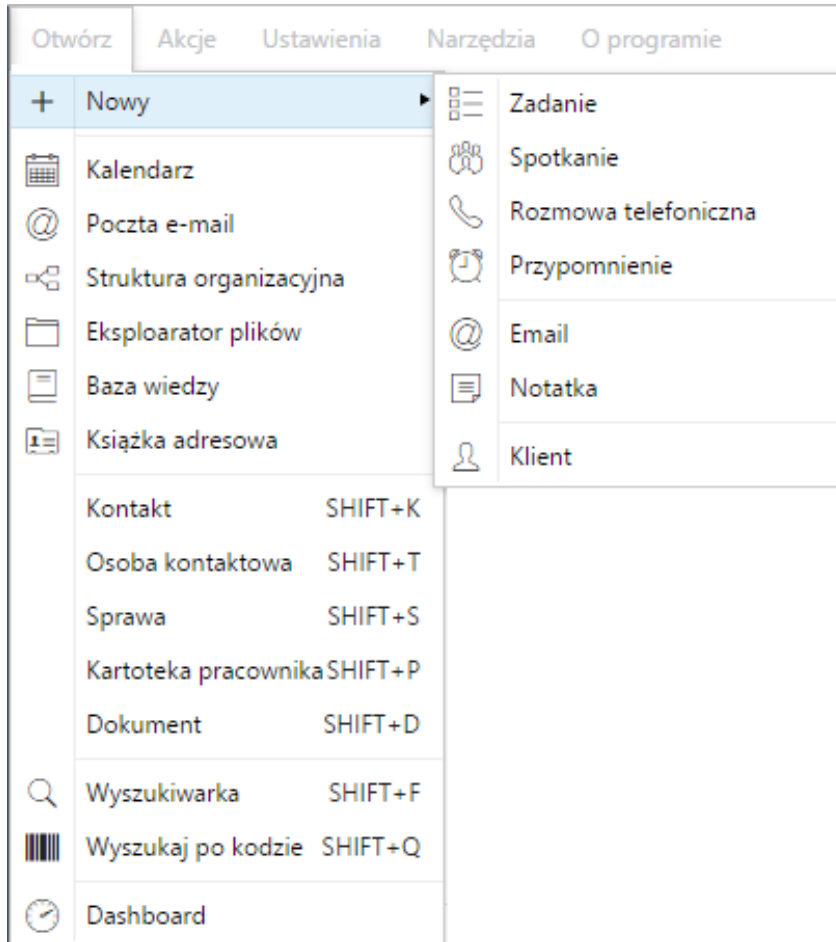 Otwórz Akcje Ustawienia Narzędzia O programie
Nowy
Kalendarz
Poczta e-mail
Struktura organizacyjna
Eksploarator plików
Baza wiedzy
Książka adresowa
Kontakt SHIFT+K
Osoba kontaktowa SHIFT+T
Sprawa SHIFT+S
Kartoteka pracownika SHIFT+P
Dokument SHIFT+D
Wyszukiwarka SHIFT+F
Wyszukaj po kodzie SHIFT+Q
Dashboard
Zadanie
Spotkanie
Rozmowa telefoniczna
Przypomnienie
Email
Notatka
Klient